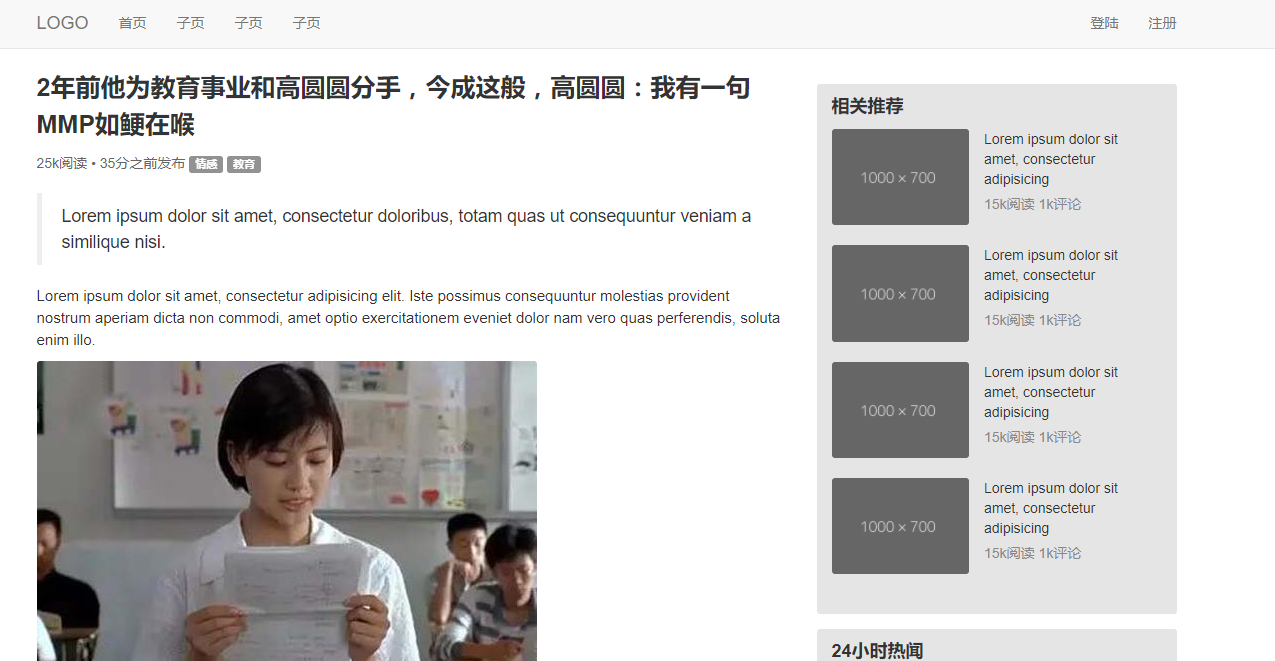 LOGO 首页 子页 子页 子页 登陆 注册
2年前他为教育事业和高圆圆分手，今成这般，高圆圆：我有一句
MMP如鲠在喉
25k阅读 • 35分之前发布 情感 教育
Lorem ipsum dolor sit amet, consectetur doloribus, totam quas ut consequuntur veniam a
similique nisi.
Lorem ipsum dolor sit amet, consectetur adipisicing elit. Iste possimus consequuntur molestias provident
nostrum aperiam dicta non commodi, amet optio exercitationem eveniet dolor nam vero quas perferendis, soluta
enim illo.
相关推荐
1000 × 700
Lorem ipsum dolor sit
amet, consectetur
adipisicing
15k阅读 1k评论
1000 × 700
Lorem ipsum dolor sit
amet, consectetur
adipisicing
15k阅读 1k评论
1000 × 700
Lorem ipsum dolor sit
amet, consectetur
adipisicing
15k阅读 1k评论
1000 × 700
Lorem ipsum dolor sit
amet, consectetur
adipisicing
15k阅读 1k评论
24小时热闻